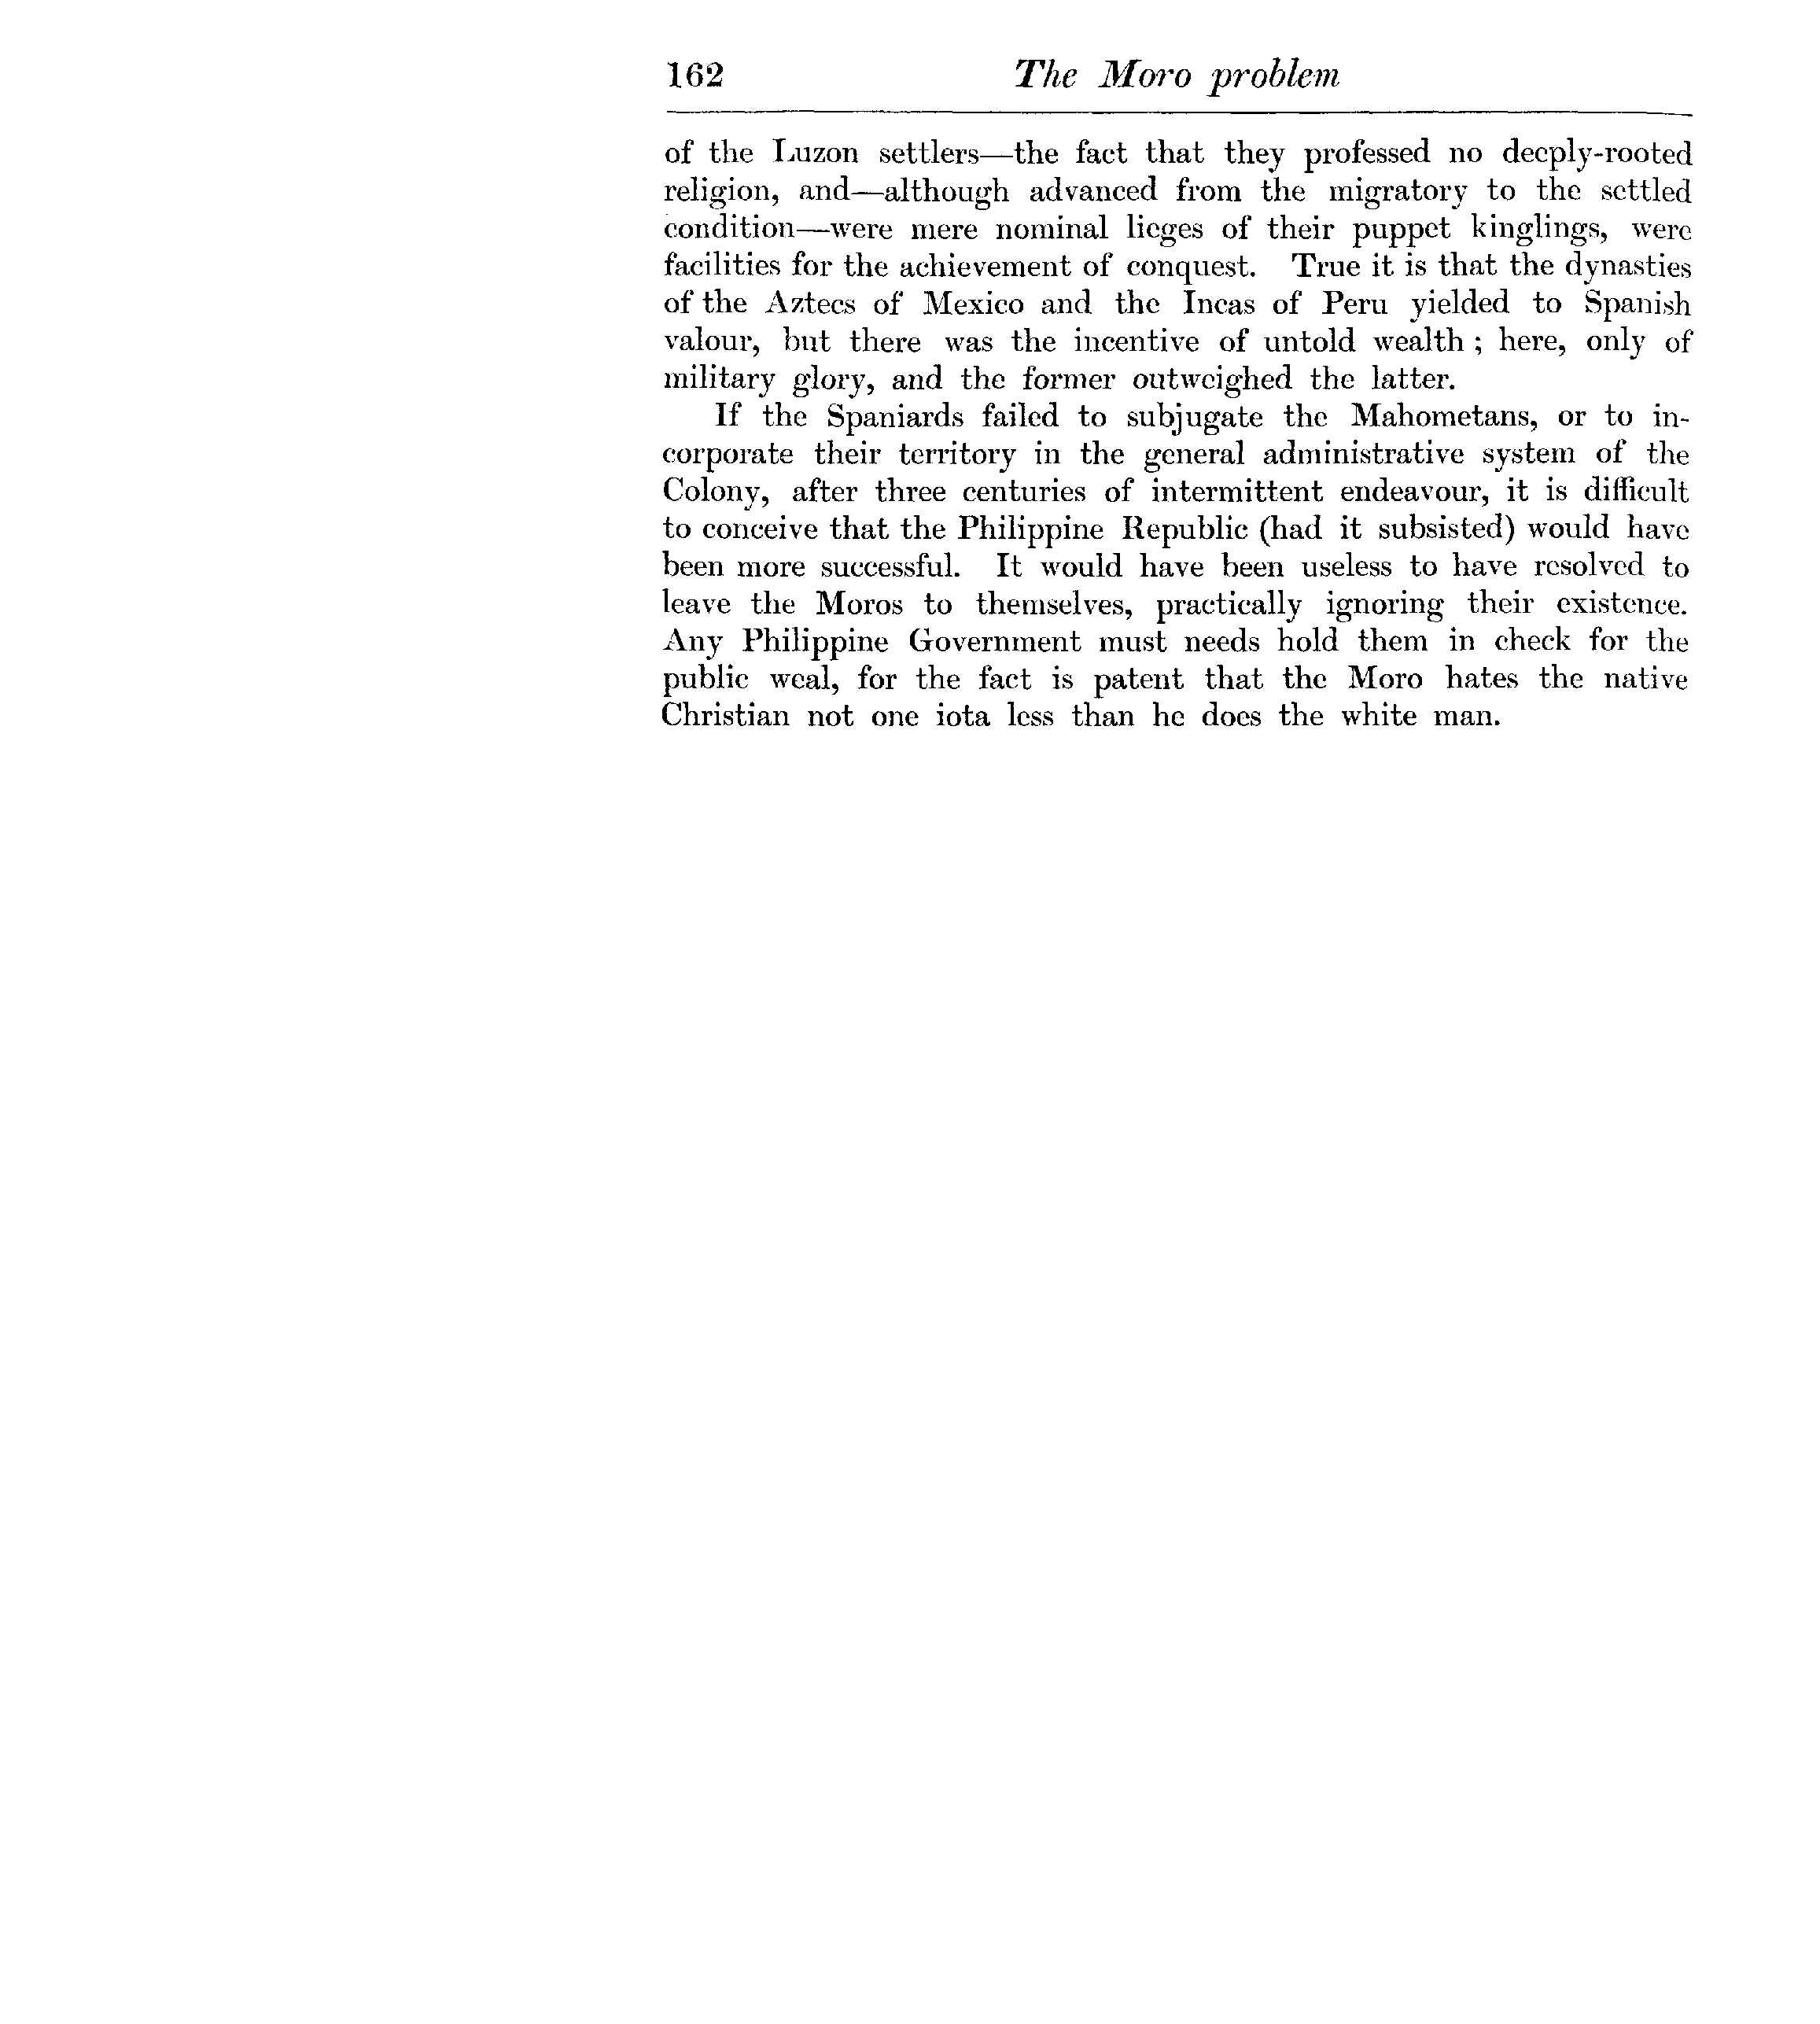 162 The Moro problem
of the Luzon settlers—the fact that they professed no deeply-rooted
religion, and—although advanced from the migratory to the settled
condition—were mere nominal lieges of their puppet kinglings, were
facilities for the achievement of conquest. True it is that the dynasties
of the Aztecs of Mexico and the Incas of Peru yielded to Spanish
valour, but there was the incentive of untold wealth ; here, only of
military glory, and the former outweighed the latter.
If the Spaniards failed to subjugate the Mahometans, or to in-
corporate their territory in the general administrative system of the
Colony, after three centuries of intermittent endeavour, it is difficult
to conceive that the Philippine Republic (had it subsisted) would have
been more successful. It would have been useless to have resolved to
leave the Moros to themselves, practically ignoring their existence.
Any Philippine Government must needs hold them in check for the
public weal, for the fact is patent that the Moro hates the native
Christian not one iota less than he does the white man.